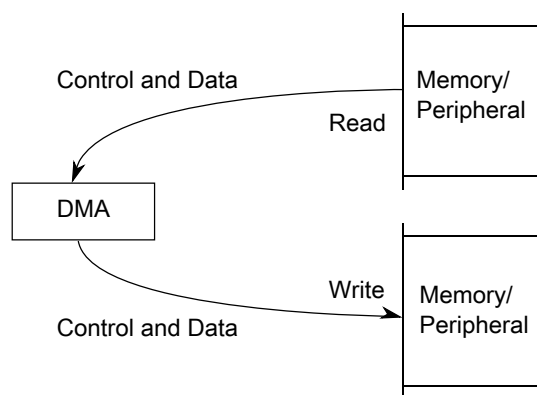 Control and Data
Memory/
Peripheral
Read
DMA
Write
Memory/
Peripheral
Control and Data